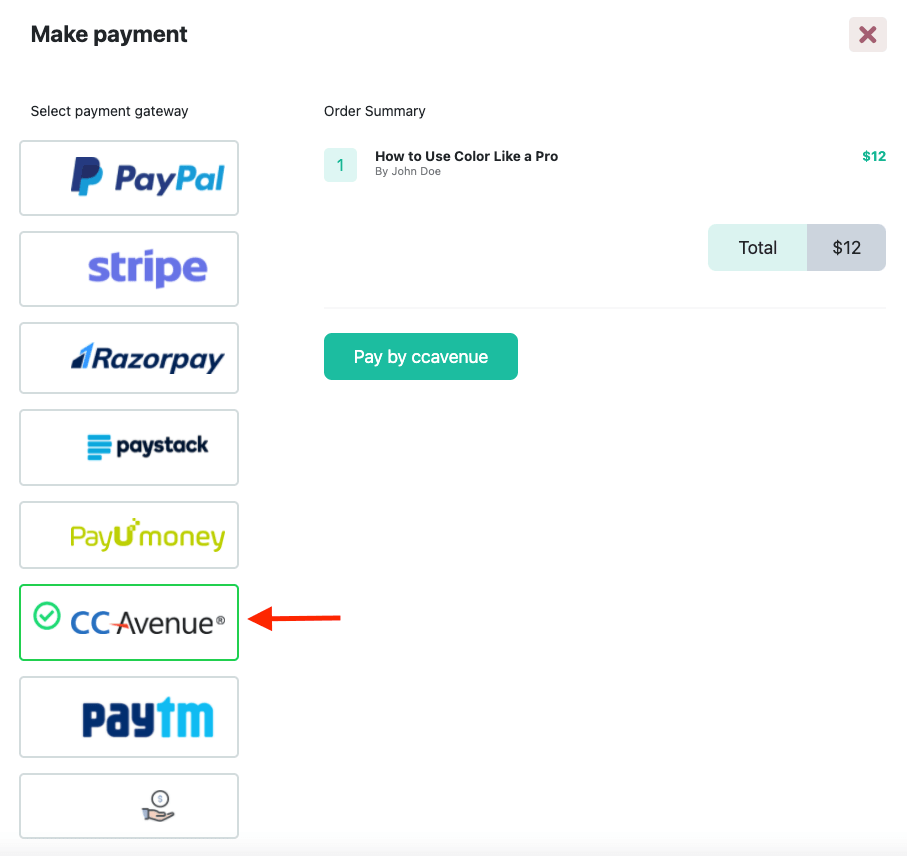 Make payment
Select payment gateway
PayPal
stripe
Razorpay
paystack
PayUmoney
CCAvenue®
paytm
$
Order Summary
1
How to Use Color Like a Pro
$12
By John Doe
Total
$12
Pay by ccavenue